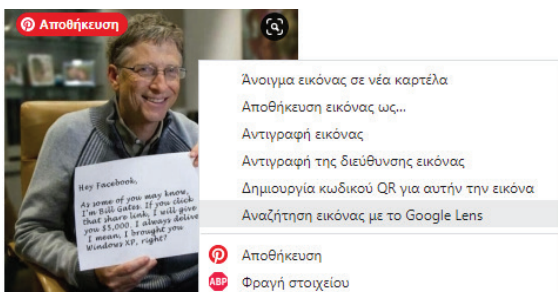 Αποθήκευση
Άνοιγμα εικόνας σε νέα καρτέλα
Αποθήκευση εικόνας ως...
Αντιγραφή εικόνας
Αντιγραφή της διεύθυνσης εικόνας
Δημιουργία κωδικού QR για αυτήν την εικόνα
Αναζήτηση εικόνας με το Google Lens
Αποθήκευση
ABP Φραγή στοιχείου
Hey Facebook,
As some of you may know,
I'm Bill Gates. If you click
that share link, I will give
you $5,000. I always delive
I mean, I brought you
Windows XP, right?